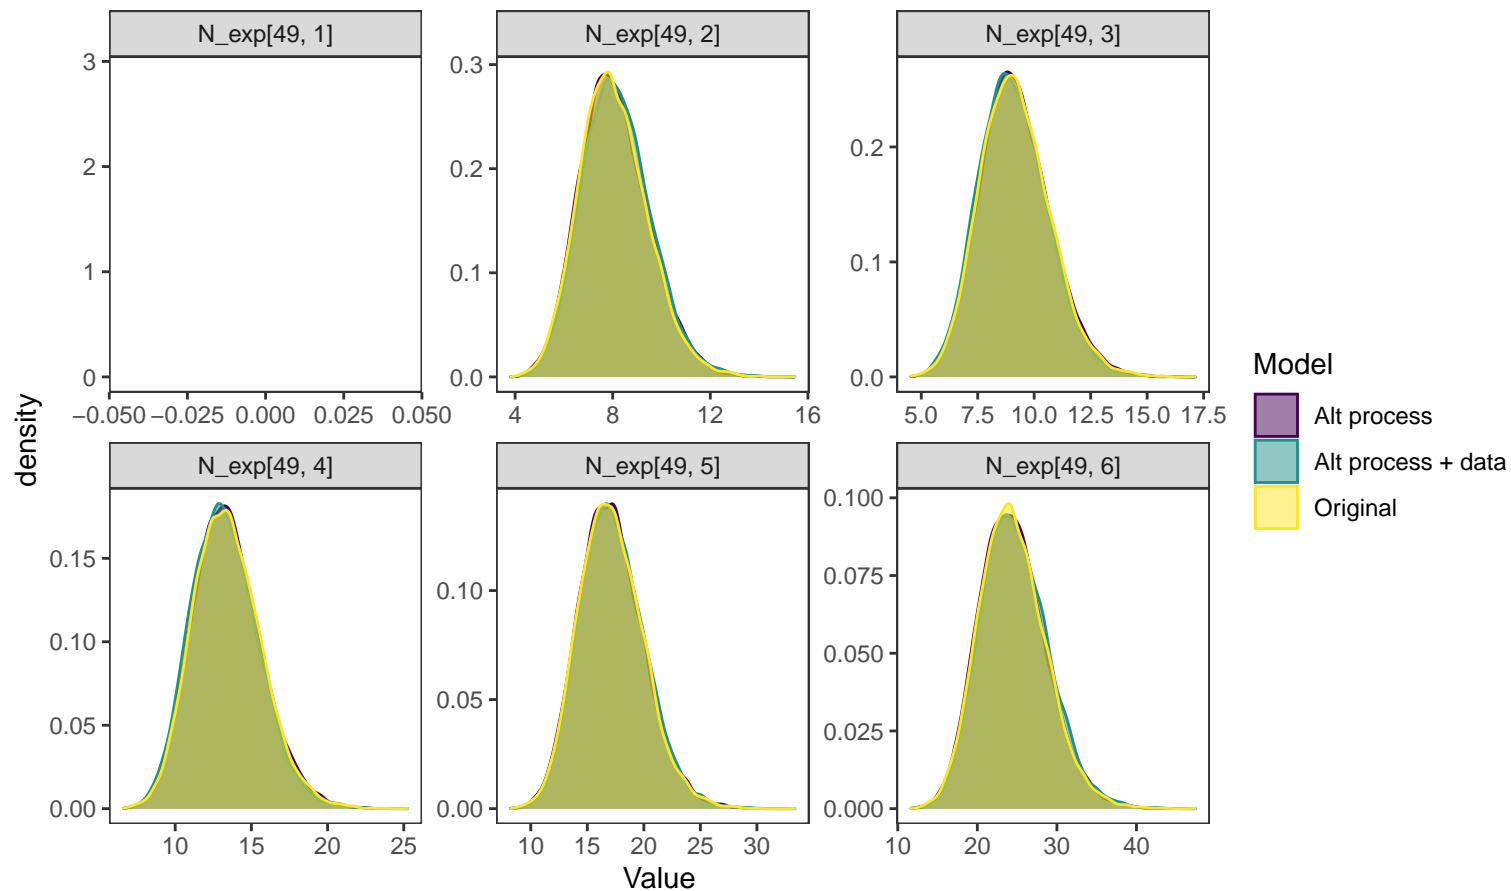 N_exp[49, 1]
N_exp[49, 2]
N_exp[49, 3]
3
2
1
0
−0.050 −0.025 0.000 0.025 0.050
0.3
0.2
0.1
0.0
4 8 12 16
0.2
0.1
0.0
5.0 7.5 10.0 12.5 15.0 17.5
density
N_exp[49, 4]
N_exp[49, 5]
N_exp[49, 6]
0.15
0.10
0.05
0.00
10 15 20 25
0.10
0.05
0.00
10 15 20 25 30
0.100
0.075
0.050
0.025
0.000
10 20 30 40
Value
Model
Alt process
Alt process + data
Original